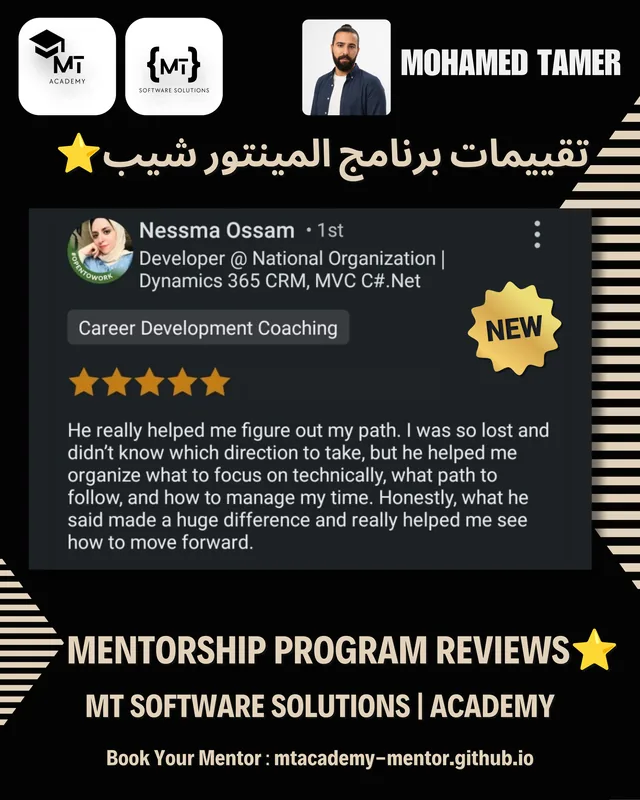 MT
ACADEMY
{MT}
SOFTWARE SOLUTIONS
MOHAMED TAMER
تقييمات برنامج المينتور شيب⭐
Nessma Ossam • 1st
Developer @ National Organization |
Dynamics 365 CRM, MVC C#.Net
#OPENTOWORK
Career Development Coaching
NEW
He really helped me figure out my path. I was so lost and
didn't know which direction to take, but he helped me
organize what to focus on technically, what path to
follow, and how to manage my time. Honestly, what he
said made a huge difference and really helped me see
how to move forward.
MENTORSHIP PROGRAM REVIEWS⭐
MT SOFTWARE SOLUTIONS | ACADEMY
Book Your Mentor : mtacademy-mentor.github.io